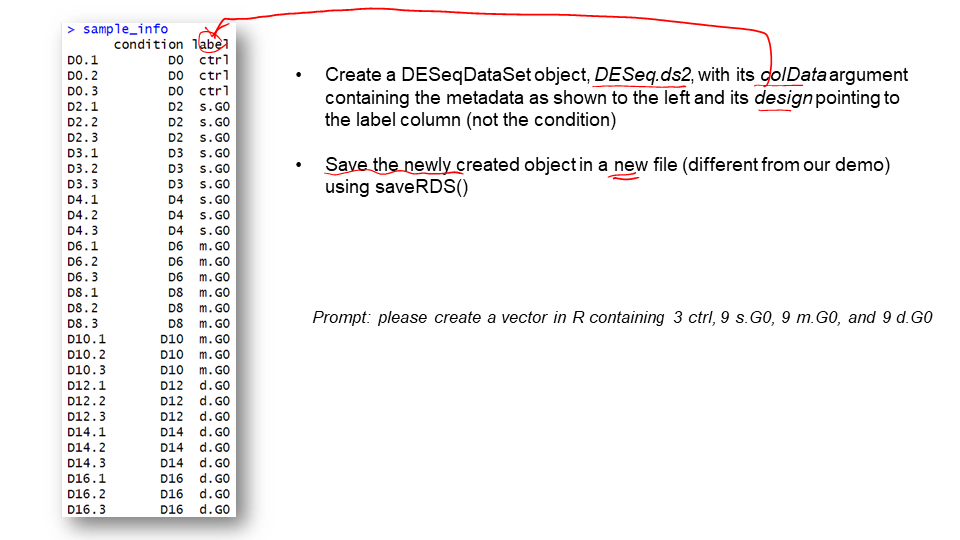 > sample_info
condition label
D0.1 D0 ctrl
D0.2 D0 ctrl
D0.3 D0 ctrl
D2.1 D2 s.G0
D2.2 D2 s.G0
D2.3 D2 s.G0
D3.1 D3 s.G0
D3.2 D3 s.G0
D3.3 D3 s.G0
D4.1 D4 s.G0
D4.2 D4 s.G0
D4.3 D4 s.G0
D6.1 D6 m.G0
D6.2 D6 m.G0
D6.3 D6 m.G0
D8.1 D8 m.G0
D8.2 D8 m.G0
D8.3 D8 m.G0
D10.1 D10 m.G0
D10.2 D10 m.G0
D10.3 D10 m.G0
D12.1 D12 d.G0
D12.2 D12 d.G0
D12.3 D12 d.G0
D14.1 D14 d.G0
D14.2 D14 d.G0
D14.3 D14 d.G0
D16.1 D16 d.G0
D16.2 D16 d.G0
D16.3 D16 d.G0
• Create a DESeqDataSet object, DESeq.ds2, with its colData argument
containing the metadata as shown to the left and its design pointing to
the label column (not the condition)
• Save the newly created object in a new file (different from our demo)
using saveRDS()
Prompt: please create a vector in R containing 3 ctrl, 9 s.G0, 9 m.G0, and 9 d.G0